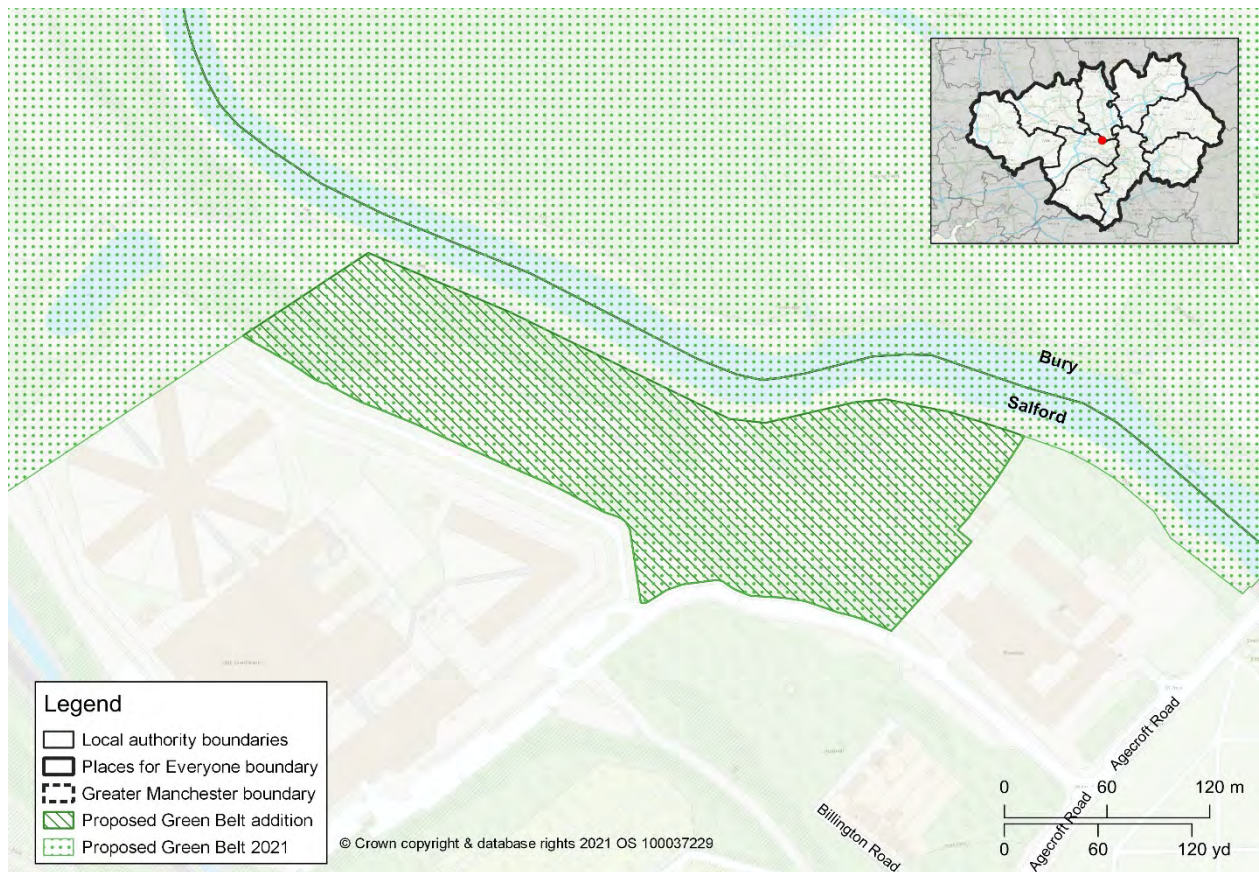 Bury
Salford
Agecroft Road
Agecroft Road
Billington Road
Legend
Local authority boundaries
Places for Everyone boundary
Greater Manchester boundary
Proposed Green Belt addition
Proposed Green Belt 2021
© Crown copyright & database rights 2021 OS 100037229
0 60 120 m
0 60 120 yd